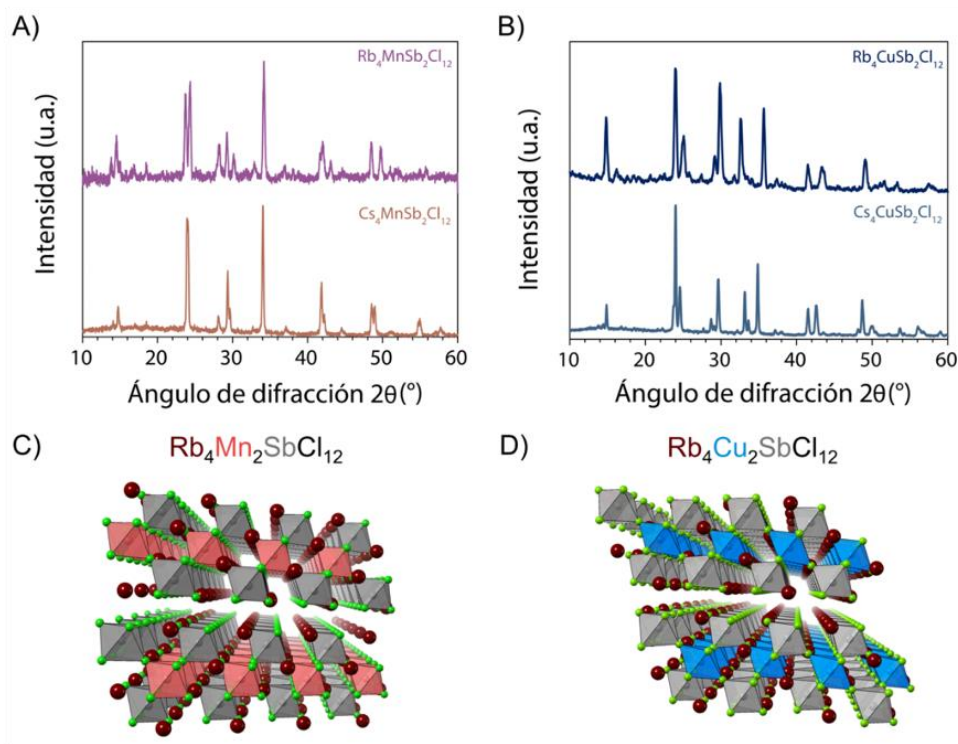 A)
Rb₄MnSb₂Cl₁₂
Cs₄MnSb₂Cl₁₂
Intensidad (u.a.)
10 20 30 40 50 60
Ángulo de difracción 2θ(°)
B)
Rb₄CuSb₂Cl₁₂
Cs₄CuSb₂Cl₁₂
Intensidad (u.a.)
10 20 30 40 50 60
Ángulo de difracción 2θ(°)
C)
Rb₄Mn₂SbCl₁₂
D)
Rb₄Cu₂SbCl₁₂